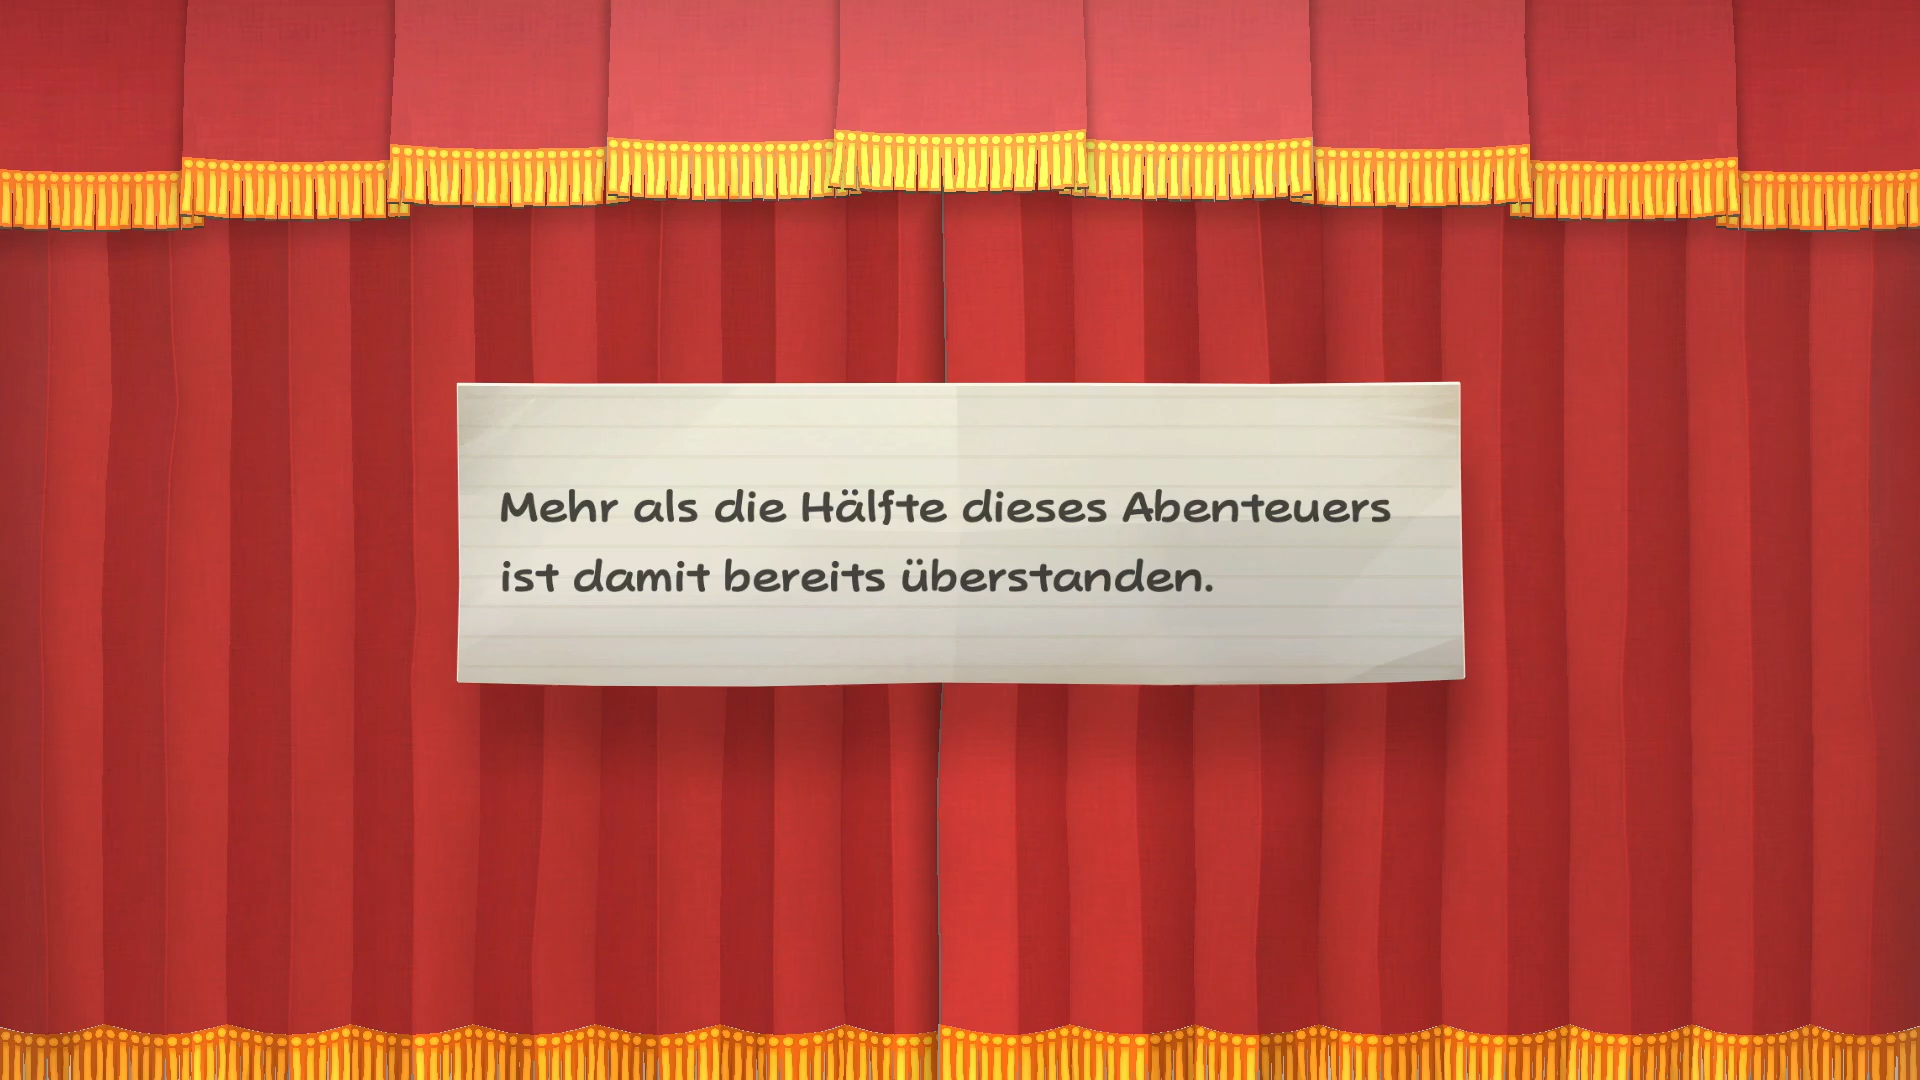 Mehr als die Hälfte dieses Abenteuers
ist damit bereits überstanden.